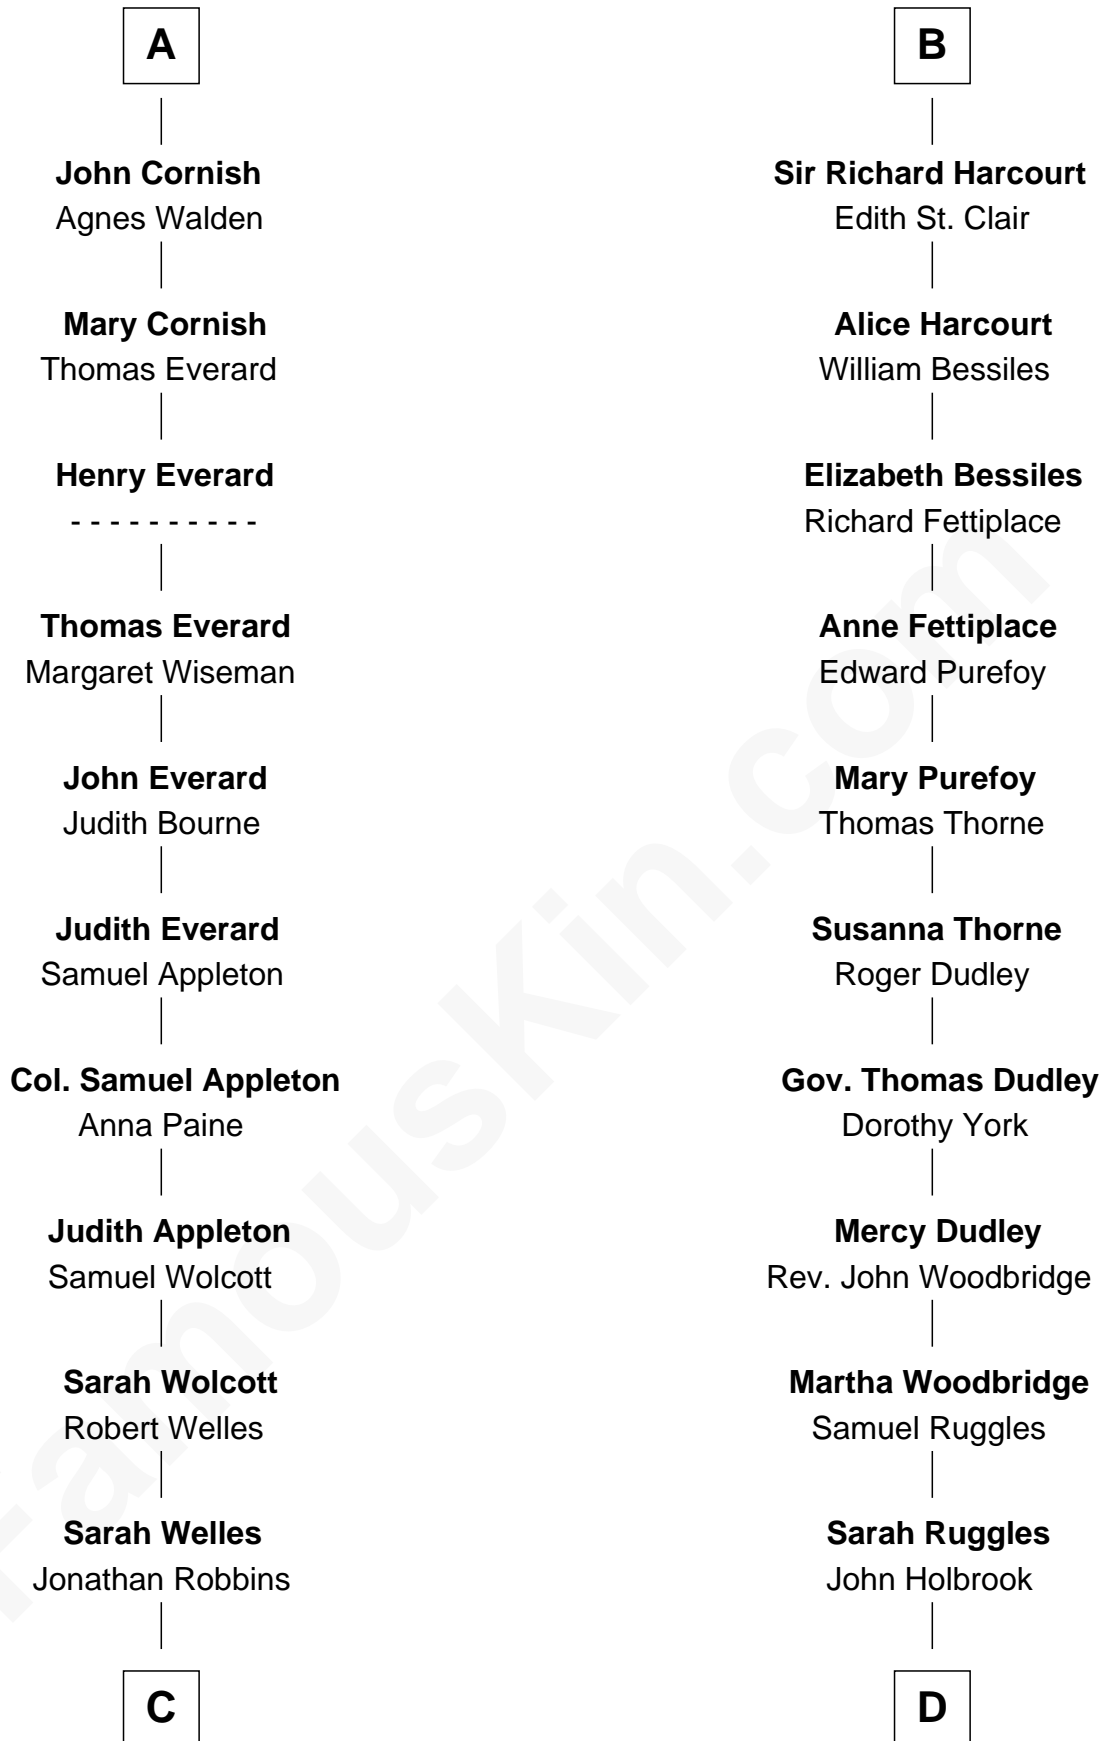 A
John Cornish
Agnes Walden
Mary Cornish
Thomas Everard
Henry Everard
- - - - - - - - - -
Thomas Everard
Margaret Wiseman
John Everard
Judith Bourne
Judith Everard
Samuel Appleton
Col. Samuel Appleton
Anna Paine
Judith Appleton
Samuel Wolcott
Sarah Wolcott
Robert Welles
Sarah Welles
Jonathan Robbins
C
B
Sir Richard Harcourt
Edith St. Clair
Alice Harcourt
William Bessiles
Elizabeth Bessiles
Richard Fettiplace
Anne Fettiplace
Edward Purefoy
Mary Purefoy
Thomas Thorne
Susanna Thorne
Roger Dudley
Gov. Thomas Dudley
Dorothy York
Mercy Dudley
Rev. John Woodbridge
Martha Woodbridge
Samuel Ruggles
Sarah Ruggles
John Holbrook
D
FamousKin.com